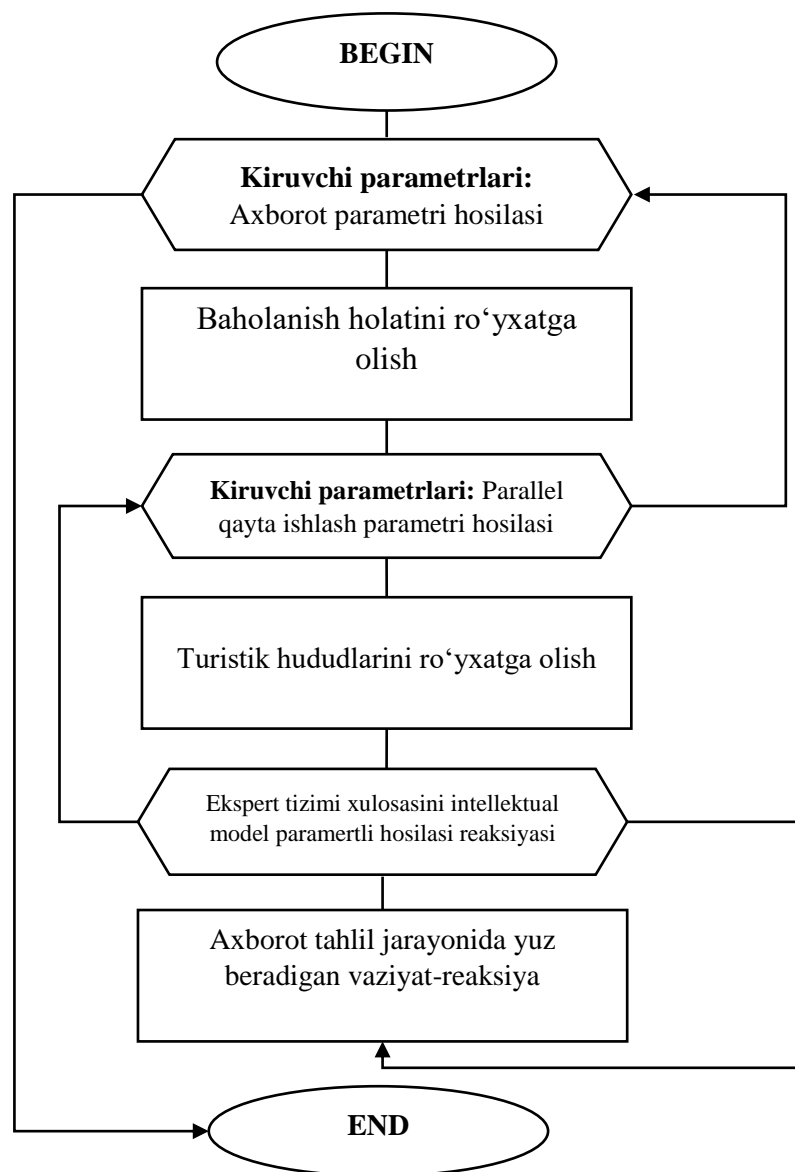 BEGIN
Kiruvchi parametrlari:
Axborot parametri hosilasi
Baholanish holatini ro‘yxatga
olish
Kiruvchi parametrlari: Parallel
qayta ishlash parametri hosilasi
Turistik hududlarini ro‘yxatga olish
Ekspert tizimi xulosasini intellektual
model paramertli hosilasi reaksiyasi
Axborot tahlil jarayonida yuz
beradigan vaziyat-reaksiya
END